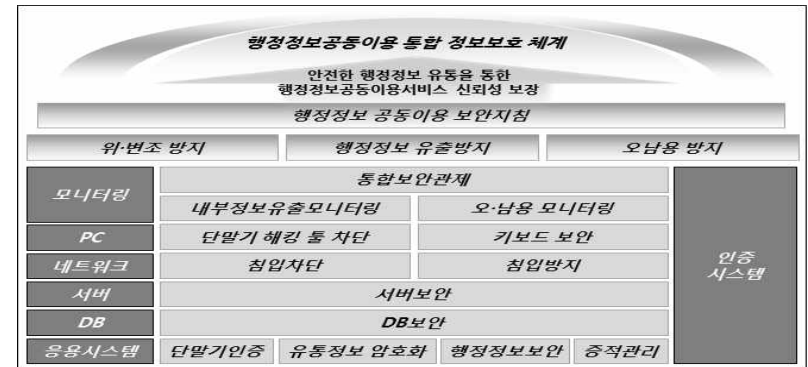 행정정보공동이용 통합 정보보호 체계
안전한 행정정보 유통을 통한
행정정보공동이용서비스 신뢰성 보장
행정정보 공동이용 보안지침
위·변조 방지 행정정보 유출방지 오남용 방지
모니터링 통합보안관제
내부정보유출모니터링 오·남용 모니터링
PC 단말기 해킹 툴 차단 키보드 보안
네트워크 침입차단 침입방지
인증
시스템
서버 서버보안
DB DB보안
응용시스템 단말기인증 유통정보 암호화 행정정보보안 증적관리